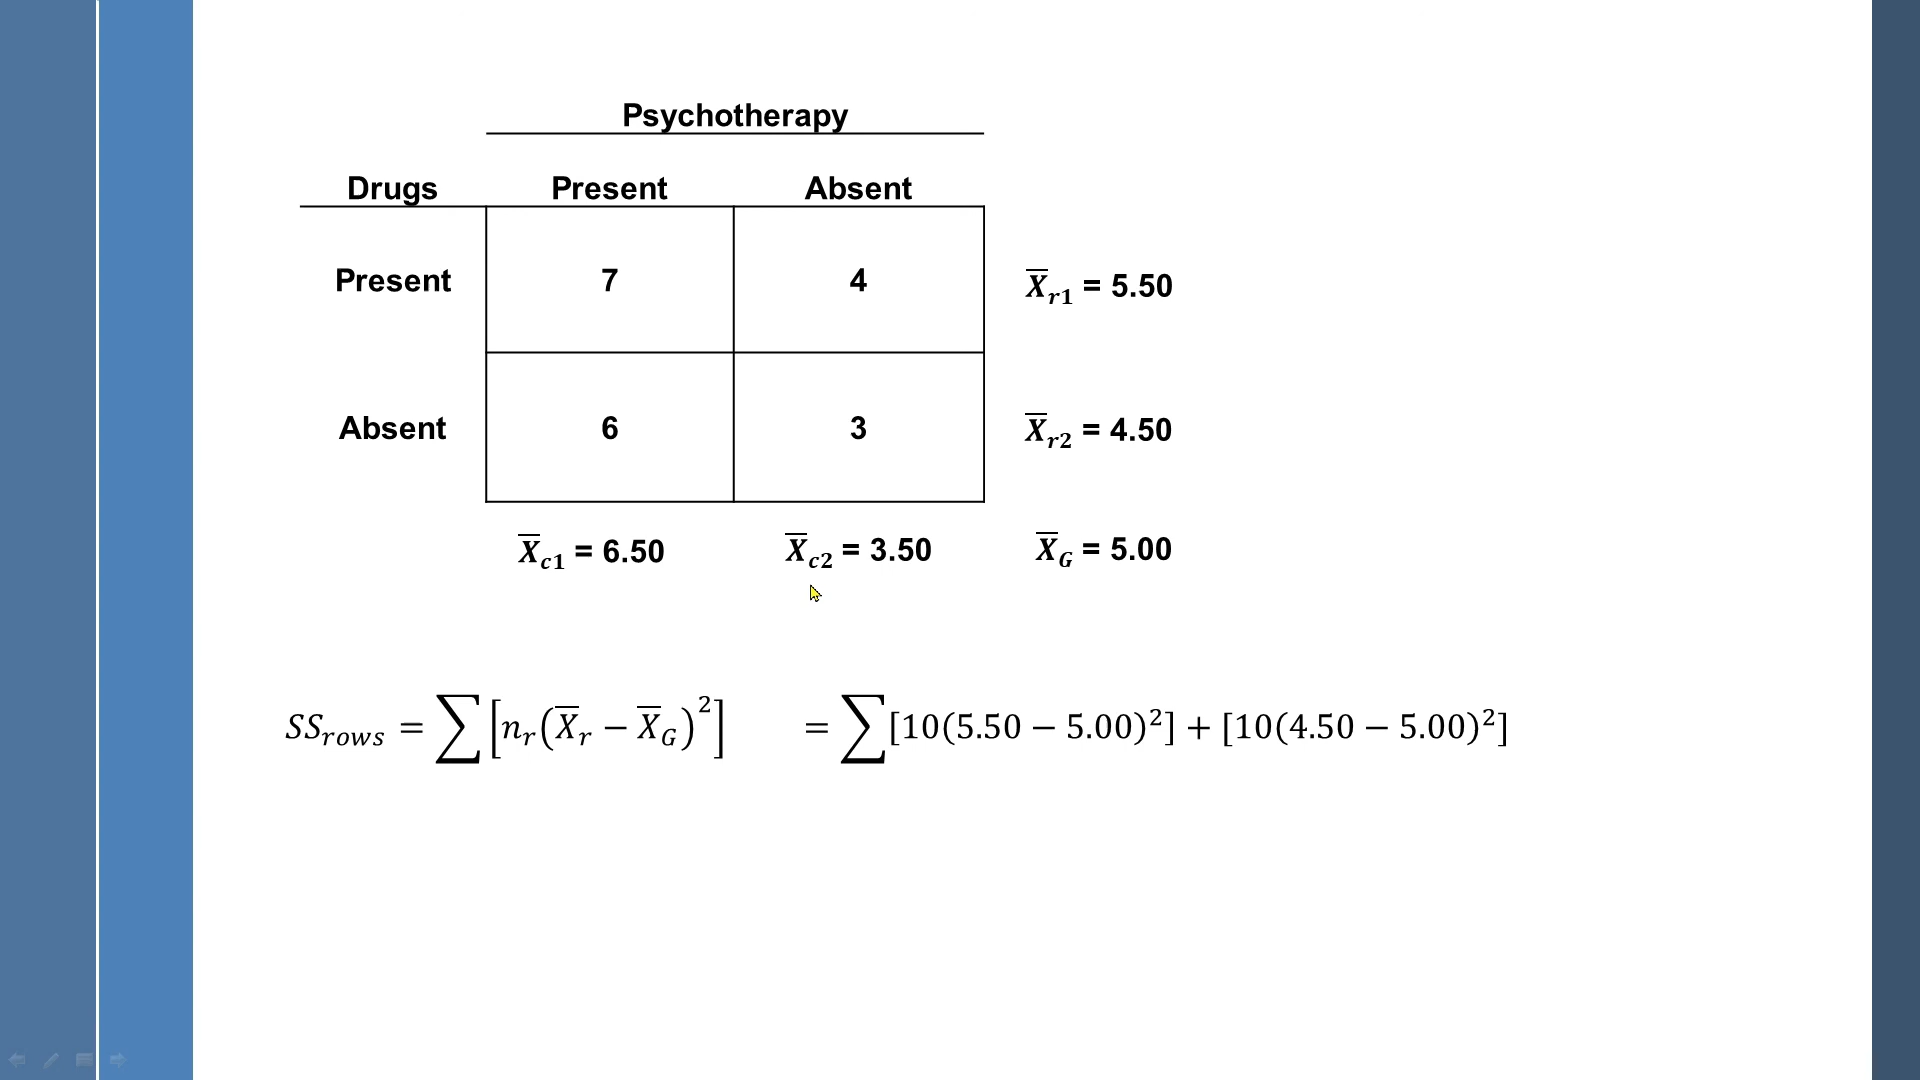 Psychotherapy
Drugs Present Absent
Present 7 4 X̅r1 = 5.50
Absent 6 3 X̅r2 = 4.50
X̅c1 = 6.50 X̅c2 = 3.50 X̅G = 5.00
SSrows = ∑[nr(X̅r − X̅G)²] = ∑[10(5.50 − 5.00)²] + [10(4.50 − 5.00)²]